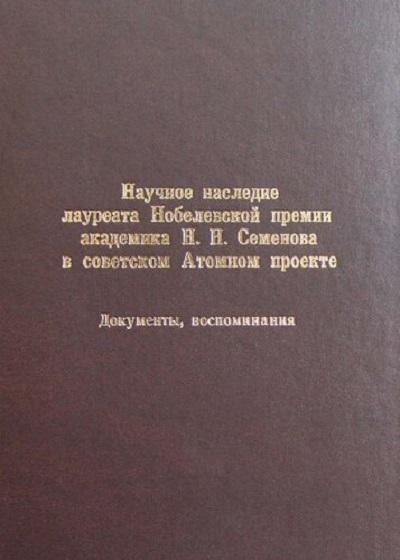 Научное наследие
лауреата Нобелевской премии
академика Н. Н. Семенова
в советском Атомном проекте
Документы, воспоминания